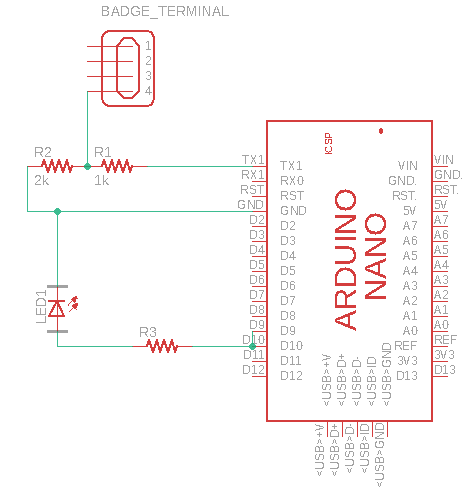 BADGE_TERMINAL
1
2
3
4
R2
R1
2k
1k
ICSP
TX1 TX1 VIN VIN
RX1 RX0 GND. GND.
RST RST RST. RST.
GND GND 5V 5V
D2 D2 A7 A7
D3 D3 A6 A6
D4 D4 A5 A5
D5 D5 A4 A4
D6 D6 A3 A3
D7 D7 A2 A2
D8 D8 A1 A1
D9 D9 A0 A0
D10 D10 REF REF
D11 D11 3V3 3V3
D12 D12 D13 D13
ARDUINO
NANO
LED1
R3
<USB>+V
<USB>D+
<USB>D-
<USB>ID
<USB>GND
<USB>+V
<USB>D+
<USB>D-
<USB>ID
<USB>GND